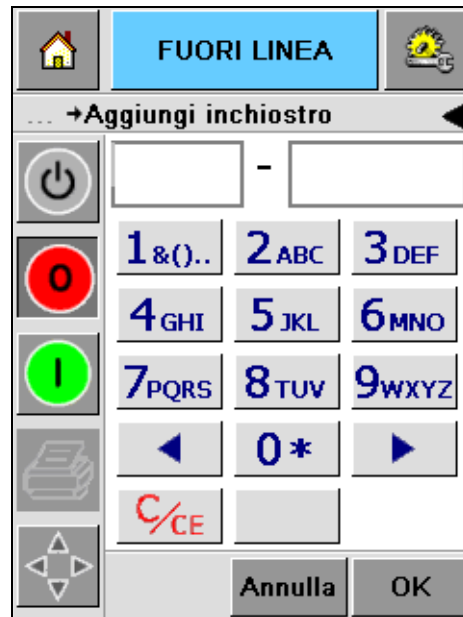 FUORI LINEA
... →Aggiungi inchiostro
-
1&().. 2ABC 3DEF
O
4GHI 5JKL 6MNO
I
7PQRS 8TUV 9WXYZ
0*
C/CE
Annulla OK